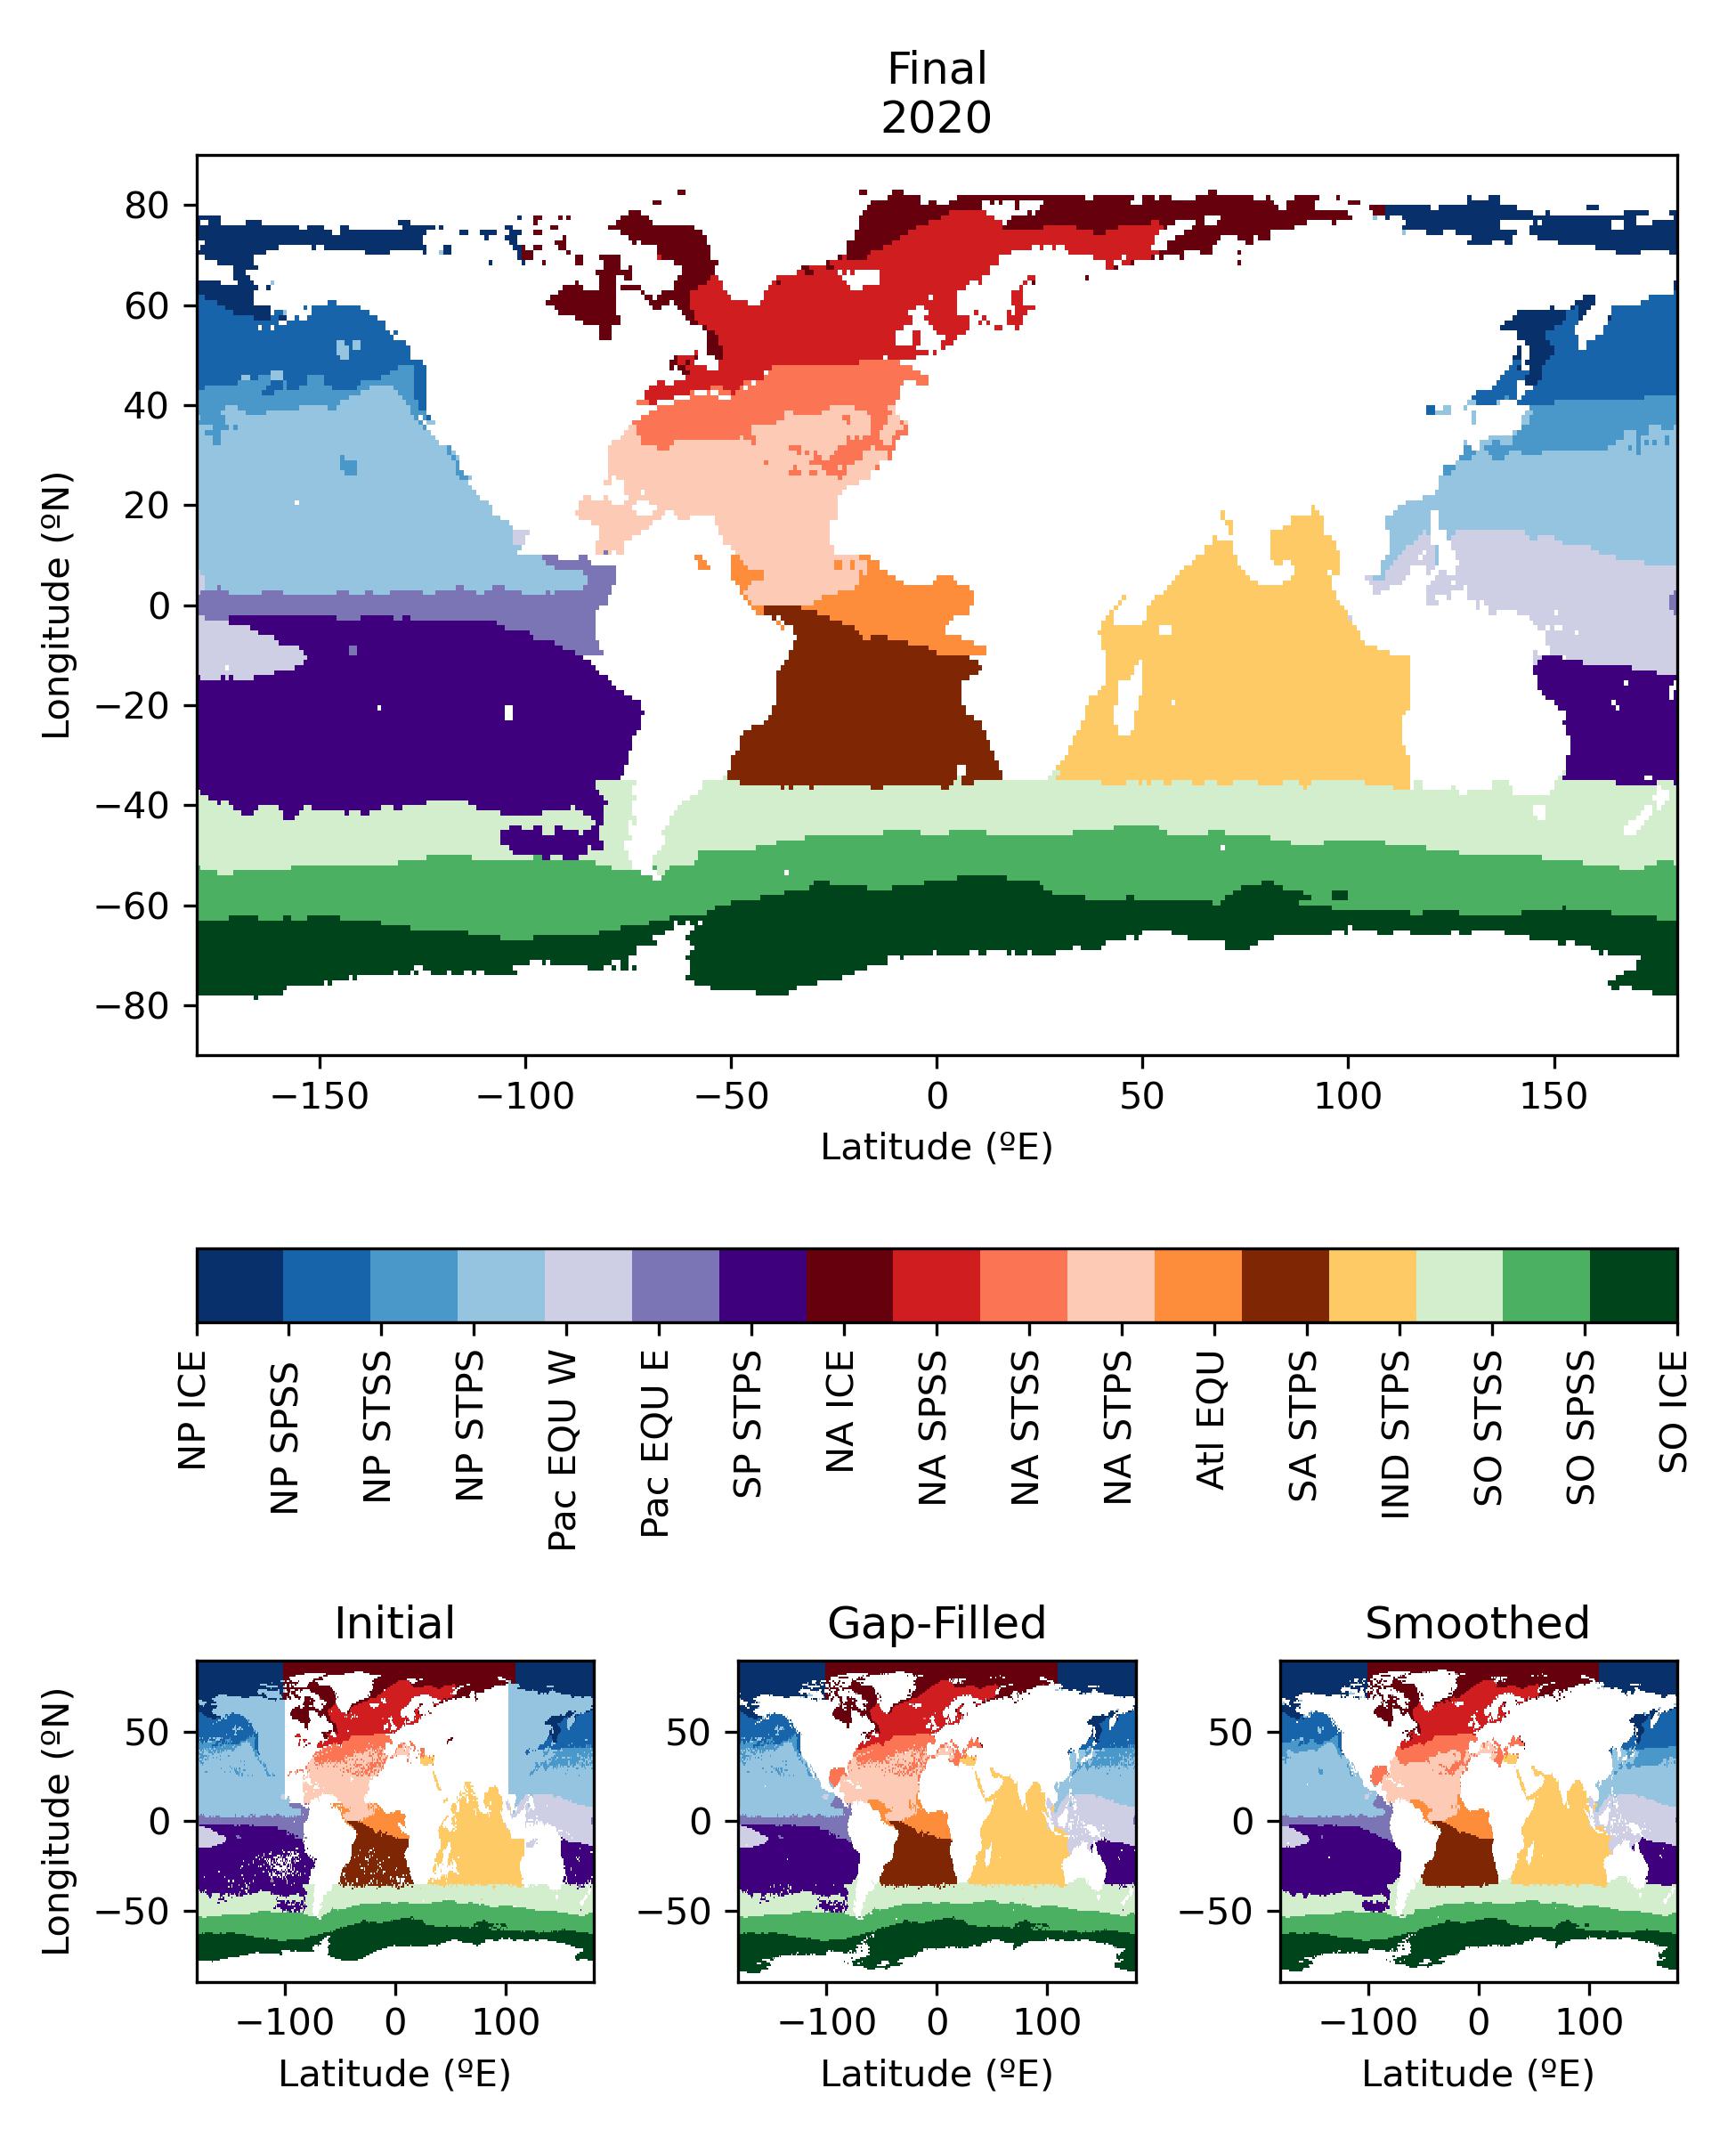 Final
2020
80
60
40
20
0
−20
−40
−60
−80
Longitude (ºN)
−150 −100 −50 0 50 100 150
Latitude (ºE)
NP ICE
NP SPSS
NP STSS
NP STPS
Pac EQU W
Pac EQU E
SP STPS
NA ICE
NA SPSS
NA STSS
NA STPS
Atl EQU
SA STPS
IND STPS
SO STSS
SO SPSS
SO ICE
Initial
50
0
−50
Longitude (ºN)
−100 0 100
Latitude (ºE)
Gap-Filled
50
0
−50
−100 0 100
Latitude (ºE)
Smoothed
50
0
−50
−100 0 100
Latitude (ºE)